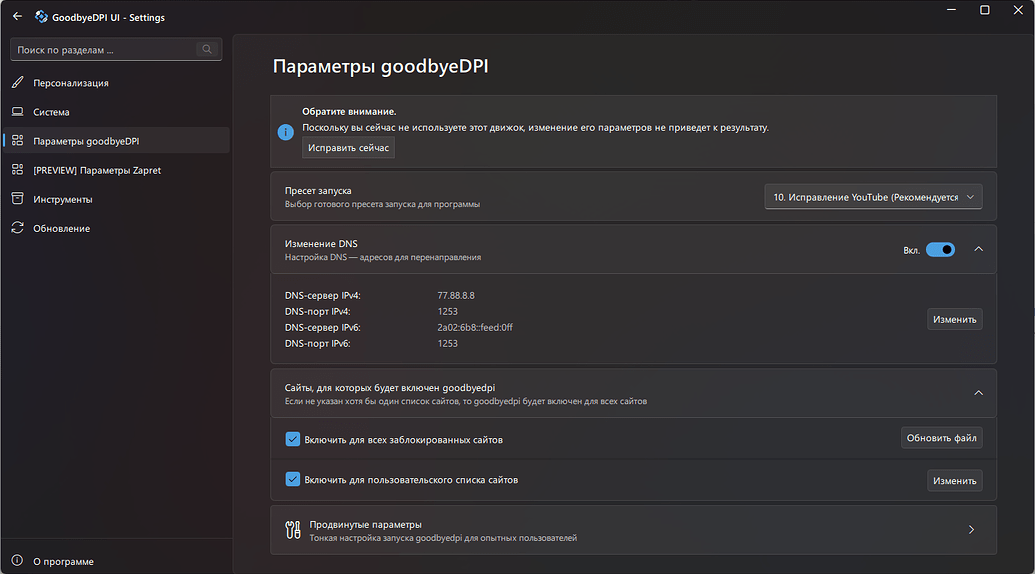 GoodbyeDPI UI - Settings
Поиск по разделам ...
Персонализация
Система
Параметры goodbyeDPI
[PREVIEW] Параметры Zapret
Инструменты
Обновление
О программе
Параметры goodbyeDPI
Обратите внимание.
Поскольку вы сейчас не используете этот движок, изменение его параметров не приведет к результату.
Исправить сейчас
Пресет запуска
Выбор готового пресета запуска для программы
10. Исправление YouTube (Рекомендуется
Изменение DNS
Настройка DNS — адресов для перенаправления
Вкл.
DNS-сервер IPv4: 77.88.8.8
DNS-порт IPv4: 1253
DNS-сервер IPv6: 2a02:6b8::feed:0ff
DNS-порт IPv6: 1253
Изменить
Сайты, для которых будет включен goodbyedpi
Если не указан хотя бы один список сайтов, то goodbyedpi будет включен для всех сайтов
Включить для всех заблокированных сайтов
Обновить файл
Включить для пользовательского списка сайтов
Изменить
Продвинутые параметры
Тонкая настройка запуска goodbyedpi для опытных пользователей